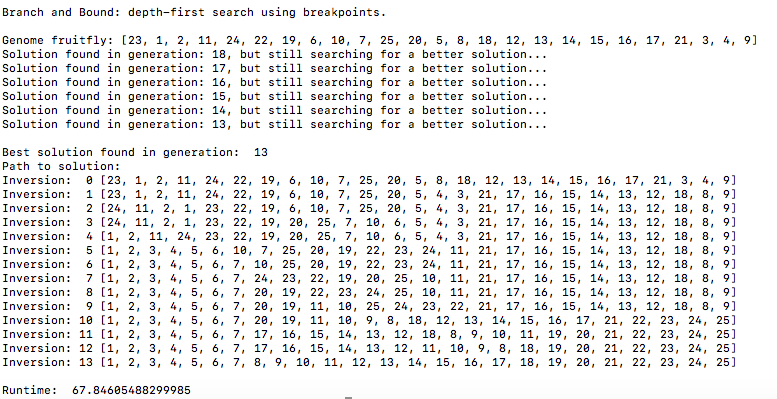 Branch and Bound: depth-first search using breakpoints.
Genome fruitfly: [23, 1, 2, 11, 24, 22, 19, 6, 10, 7, 25, 20, 5, 8, 18, 12, 13, 14, 15, 16, 17, 21, 3, 4, 9]
Solution found in generation: 18, but still searching for a better solution...
Solution found in generation: 17, but still searching for a better solution...
Solution found in generation: 16, but still searching for a better solution...
Solution found in generation: 15, but still searching for a better solution...
Solution found in generation: 14, but still searching for a better solution...
Solution found in generation: 13, but still searching for a better solution...
Best solution found in generation:  13
Path to solution:
Inversion:  0 [23, 1, 2, 11, 24, 22, 19, 6, 10, 7, 25, 20, 5, 8, 18, 12, 13, 14, 15, 16, 17, 21, 3, 4, 9]
Inversion:  1 [23, 1, 2, 11, 24, 22, 19, 6, 10, 7, 25, 20, 5, 4, 3, 21, 17, 16, 15, 14, 13, 12, 18, 8, 9]
Inversion:  2 [24, 11, 2, 1, 23, 22, 19, 6, 10, 7, 25, 20, 5, 4, 3, 21, 17, 16, 15, 14, 13, 12, 18, 8, 9]
Inversion:  3 [24, 11, 2, 1, 23, 22, 19, 20, 25, 7, 10, 6, 5, 4, 3, 21, 17, 16, 15, 14, 13, 12, 18, 8, 9]
Inversion:  4 [1, 2, 11, 24, 23, 22, 19, 20, 25, 7, 10, 6, 5, 4, 3, 21, 17, 16, 15, 14, 13, 12, 18, 8, 9]
Inversion:  5 [1, 2, 3, 4, 5, 6, 10, 7, 25, 20, 19, 22, 23, 24, 11, 21, 17, 16, 15, 14, 13, 12, 18, 8, 9]
Inversion:  6 [1, 2, 3, 4, 5, 6, 7, 10, 25, 20, 19, 22, 23, 24, 11, 21, 17, 16, 15, 14, 13, 12, 18, 8, 9]
Inversion:  7 [1, 2, 3, 4, 5, 6, 7, 24, 23, 22, 19, 20, 25, 10, 11, 21, 17, 16, 15, 14, 13, 12, 18, 8, 9]
Inversion:  8 [1, 2, 3, 4, 5, 6, 7, 20, 19, 22, 23, 24, 25, 10, 11, 21, 17, 16, 15, 14, 13, 12, 18, 8, 9]
Inversion:  9 [1, 2, 3, 4, 5, 6, 7, 20, 19, 11, 10, 25, 24, 23, 22, 21, 17, 16, 15, 14, 13, 12, 18, 8, 9]
Inversion: 10 [1, 2, 3, 4, 5, 6, 7, 20, 19, 11, 10, 9, 8, 18, 12, 13, 14, 15, 16, 17, 21, 22, 23, 24, 25]
Inversion: 11 [1, 2, 3, 4, 5, 6, 7, 17, 16, 15, 14, 13, 12, 18, 8, 9, 10, 11, 19, 20, 21, 22, 23, 24, 25]
Inversion: 12 [1, 2, 3, 4, 5, 6, 7, 17, 16, 15, 14, 13, 12, 11, 10, 9, 8, 18, 19, 20, 21, 22, 23, 24, 25]
Inversion: 13 [1, 2, 3, 4, 5, 6, 7, 8, 9, 10, 11, 12, 13, 14, 15, 16, 17, 18, 19, 20, 21, 22, 23, 24, 25]
Runtime:  67.84605488299985